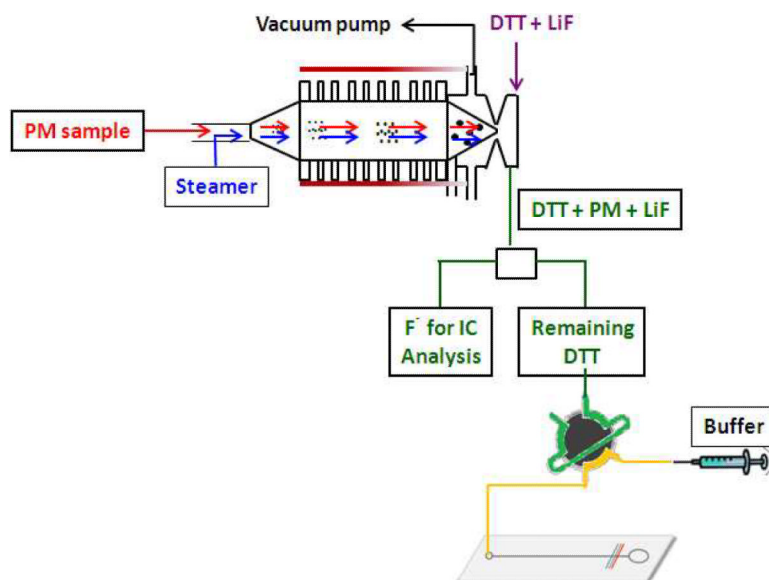 Vacuum pump
DTT + LiF
PM sample
Steamer
DTT + PM + LiF
F⁻ for IC
Analysis
Remaining
DTT
Buffer